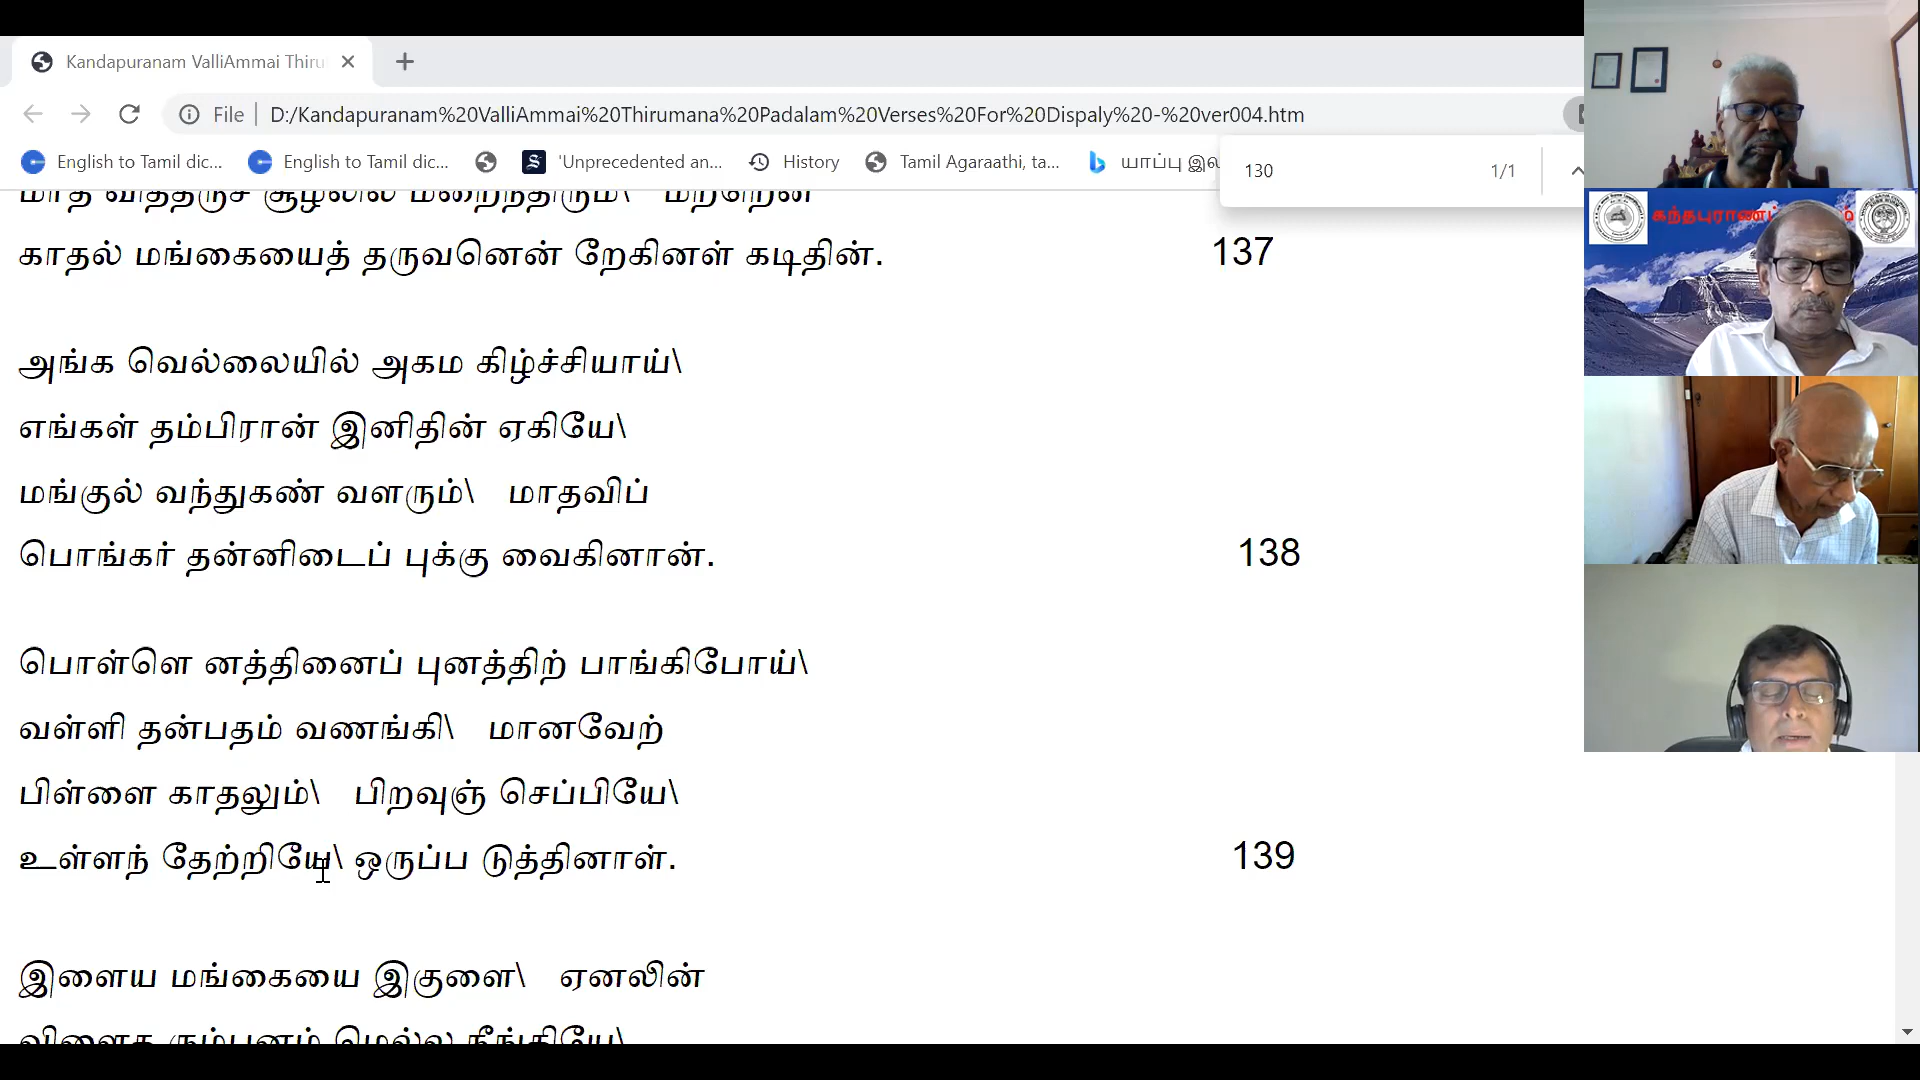 Kandapuranam ValliAmmai Thiru
File
D:/Kandapuranam%20ValliAmmai%20Thirumana%20Padalam%20Verses%20For%20Dispaly%20-%20ver004.htm
English to Tamil dic...
English to Tamil dic...
'Unprecedented an...
History
Tamil Agaraathi, ta...
யாப்பு இல
130
1/1
காதல் மங்கையைத் தருவனென் றேகினள் கடிதின். 137
அங்க வெல்லையில் அகம கிழ்ச்சியாய்\
எங்கள் தம்பிரான் இனிதின் ஏகியே\
மங்குல் வந்துகண் வளரும்\ மாதவிப்
பொங்கர் தன்னிடைப் புக்கு வைகினான். 138
பொள்ளெ னத்தினைப் புனத்திற் பாங்கிபோய்\
வள்ளி தன்பதம் வணங்கி\ மானவேற்
பிள்ளை காதலும்\ பிறவுஞ் செப்பியே\
உள்ளந் தேற்றியே\ ஒருப்ப டுத்தினாள். 139
இளைய மங்கையை இகுளை\ ஏனலின்